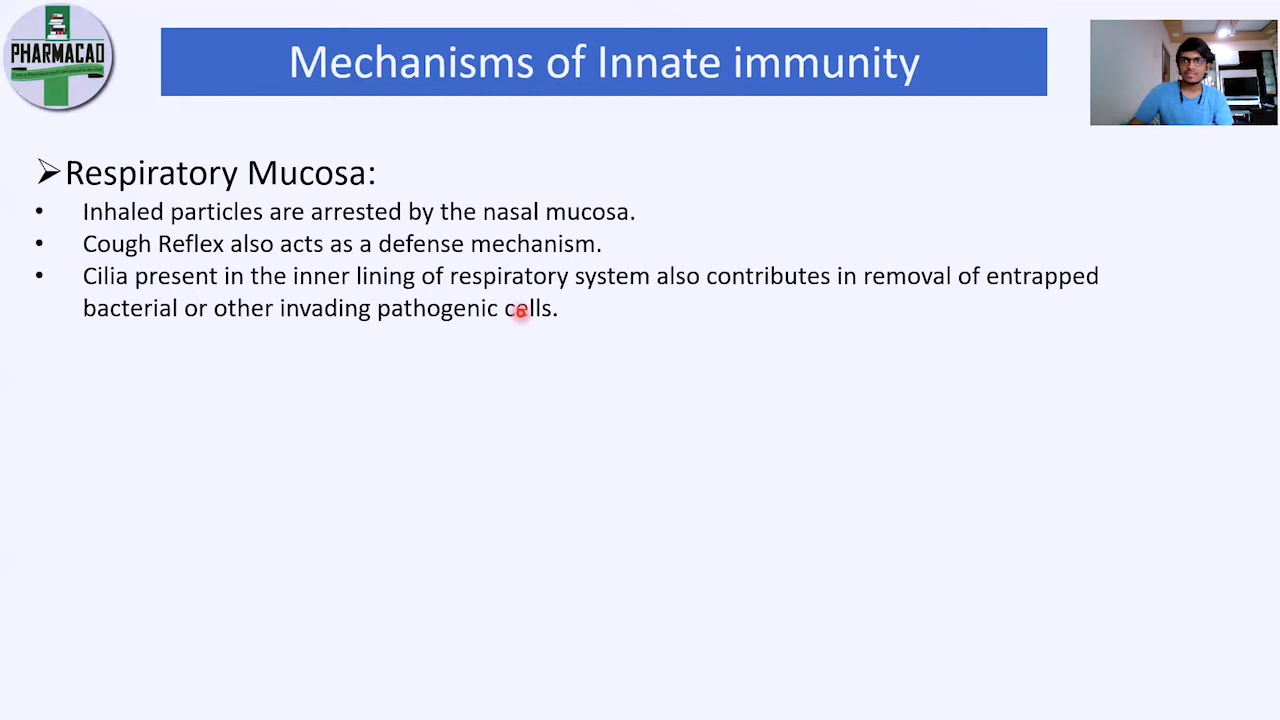 PHARMACAD
Mechanisms of Innate immunity
➢Respiratory Mucosa:
• Inhaled particles are arrested by the nasal mucosa.
• Cough Reflex also acts as a defense mechanism.
• Cilia present in the inner lining of respiratory system also contributes in removal of entrapped
bacterial or other invading pathogenic cells.